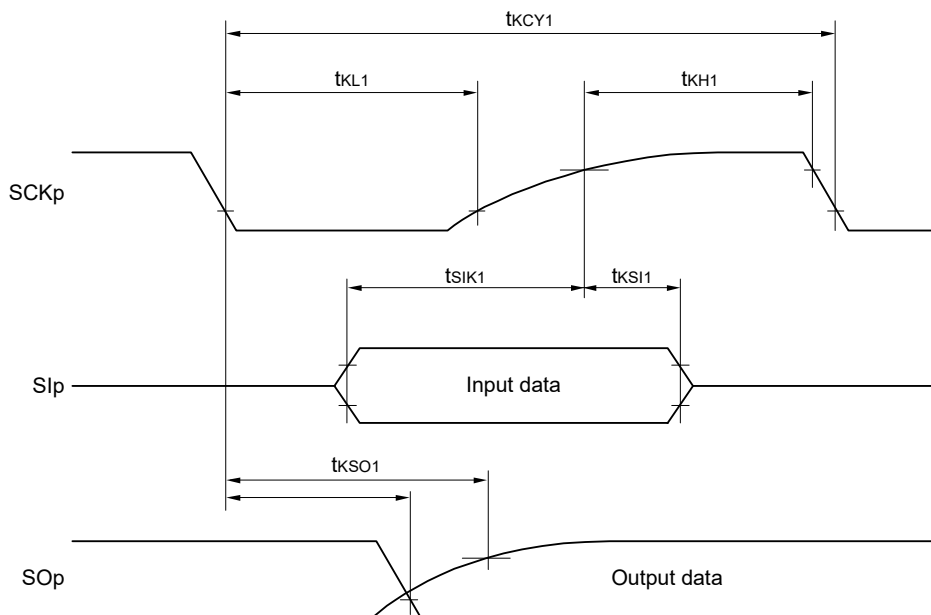 tKCY1
tKL1
tKH1
SCKp
tSIK1
tKSI1
SIp
Input data
tKSO1
SOp
Output data